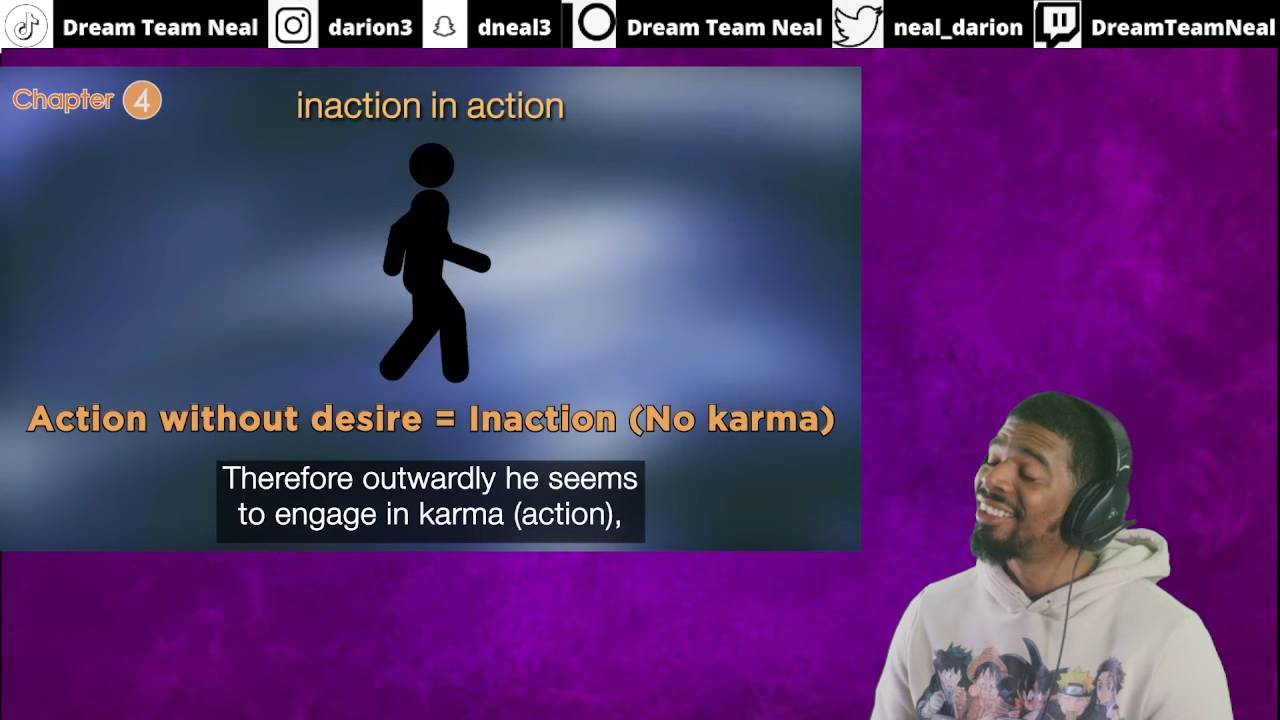 Dream Team Neal darion3 dneal3 Dream Team Neal neal_darion DreamTeamNeal
Chapter 4
inaction in action
Action without desire = Inaction (No karma)
Therefore outwardly he seems
to engage in karma (action),